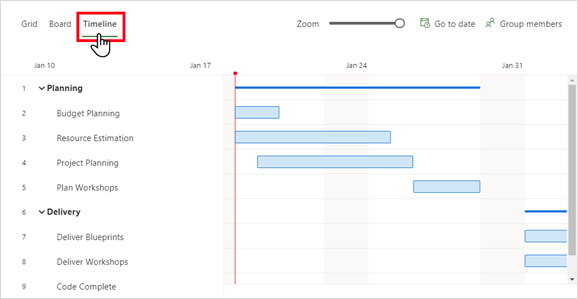 Grid Board Timeline Zoom Go to date Group members
Jan 10 Jan 17 Jan 24 Jan 31
1 Planning
2 Budget Planning
3 Resource Estimation
4 Project Planning
5 Plan Workshops
6 Delivery
7 Deliver Blueprints
8 Deliver Workshops
9 Code Complete